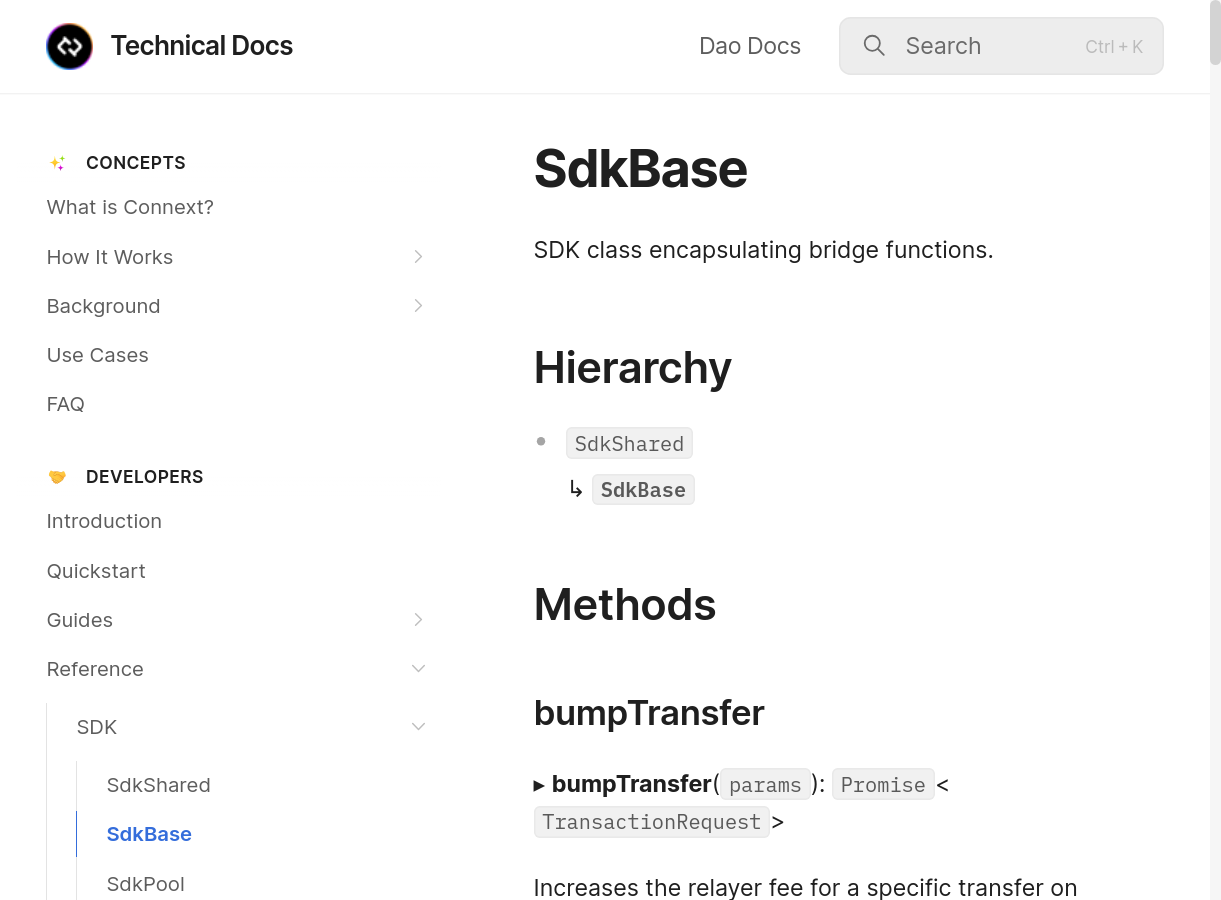 Technical Docs
Dao Docs
Search
Ctrl + K
CONCEPTS
What is Connext?
How It Works
Background
Use Cases
FAQ
DEVELOPERS
Introduction
Quickstart
Guides
Reference
SDK
SdkShared
SdkBase
SdkPool
SdkBase
SDK class encapsulating bridge functions.
Hierarchy
• SdkShared
↳ SdkBase
Methods
bumpTransfer
▸ bumpTransfer(params): Promise<
TransactionRequest>
Increases the relayer fee for a specific transfer on